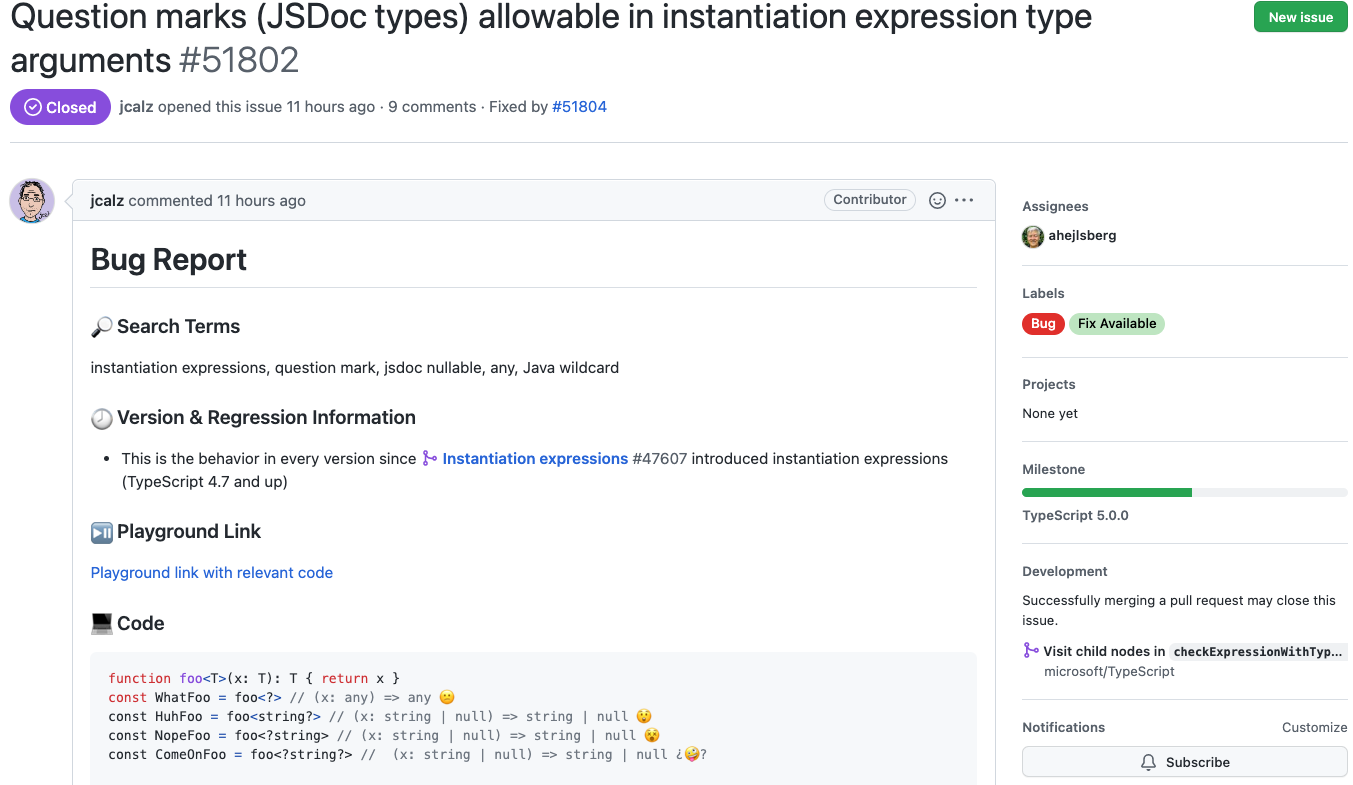 Question marks (JSDoc types) allowable in instantiation expression type
arguments #51802
New issue
Closed jcalz opened this issue 11 hours ago · 9 comments · Fixed by #51804
jcalz commented 11 hours ago
Contributor
Bug Report
🔎 Search Terms
instantiation expressions, question mark, jsdoc nullable, any, Java wildcard
🕗 Version & Regression Information
• This is the behavior in every version since Instantiation expressions #47607 introduced instantiation expressions
(TypeScript 4.7 and up)
⏯ Playground Link
Playground link with relevant code
💻 Code
function foo<T>(x: T): T { return x }
const WhatFoo = foo<?> // (x: any) => any 😕
const HuhFoo = foo<string?> // (x: string | null) => string | null 😲
const NopeFoo = foo<?string> // (x: string | null) => string | null 😵
const ComeOnFoo = foo<?string?> //  (x: string | null) => string | null ¿🤪?
Assignees
ahejlsberg
Labels
Bug Fix Available
Projects
None yet
Milestone
TypeScript 5.0.0
Development
Successfully merging a pull request may close this
issue.
Visit child nodes in checkExpressionWithTyp...
microsoft/TypeScript
Notifications Customize
Subscribe